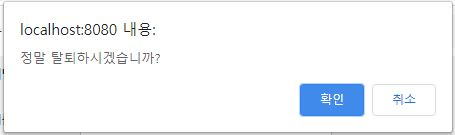 localhost:8080 내용:
정말 탈퇴하시겠습니까?
확인 취소